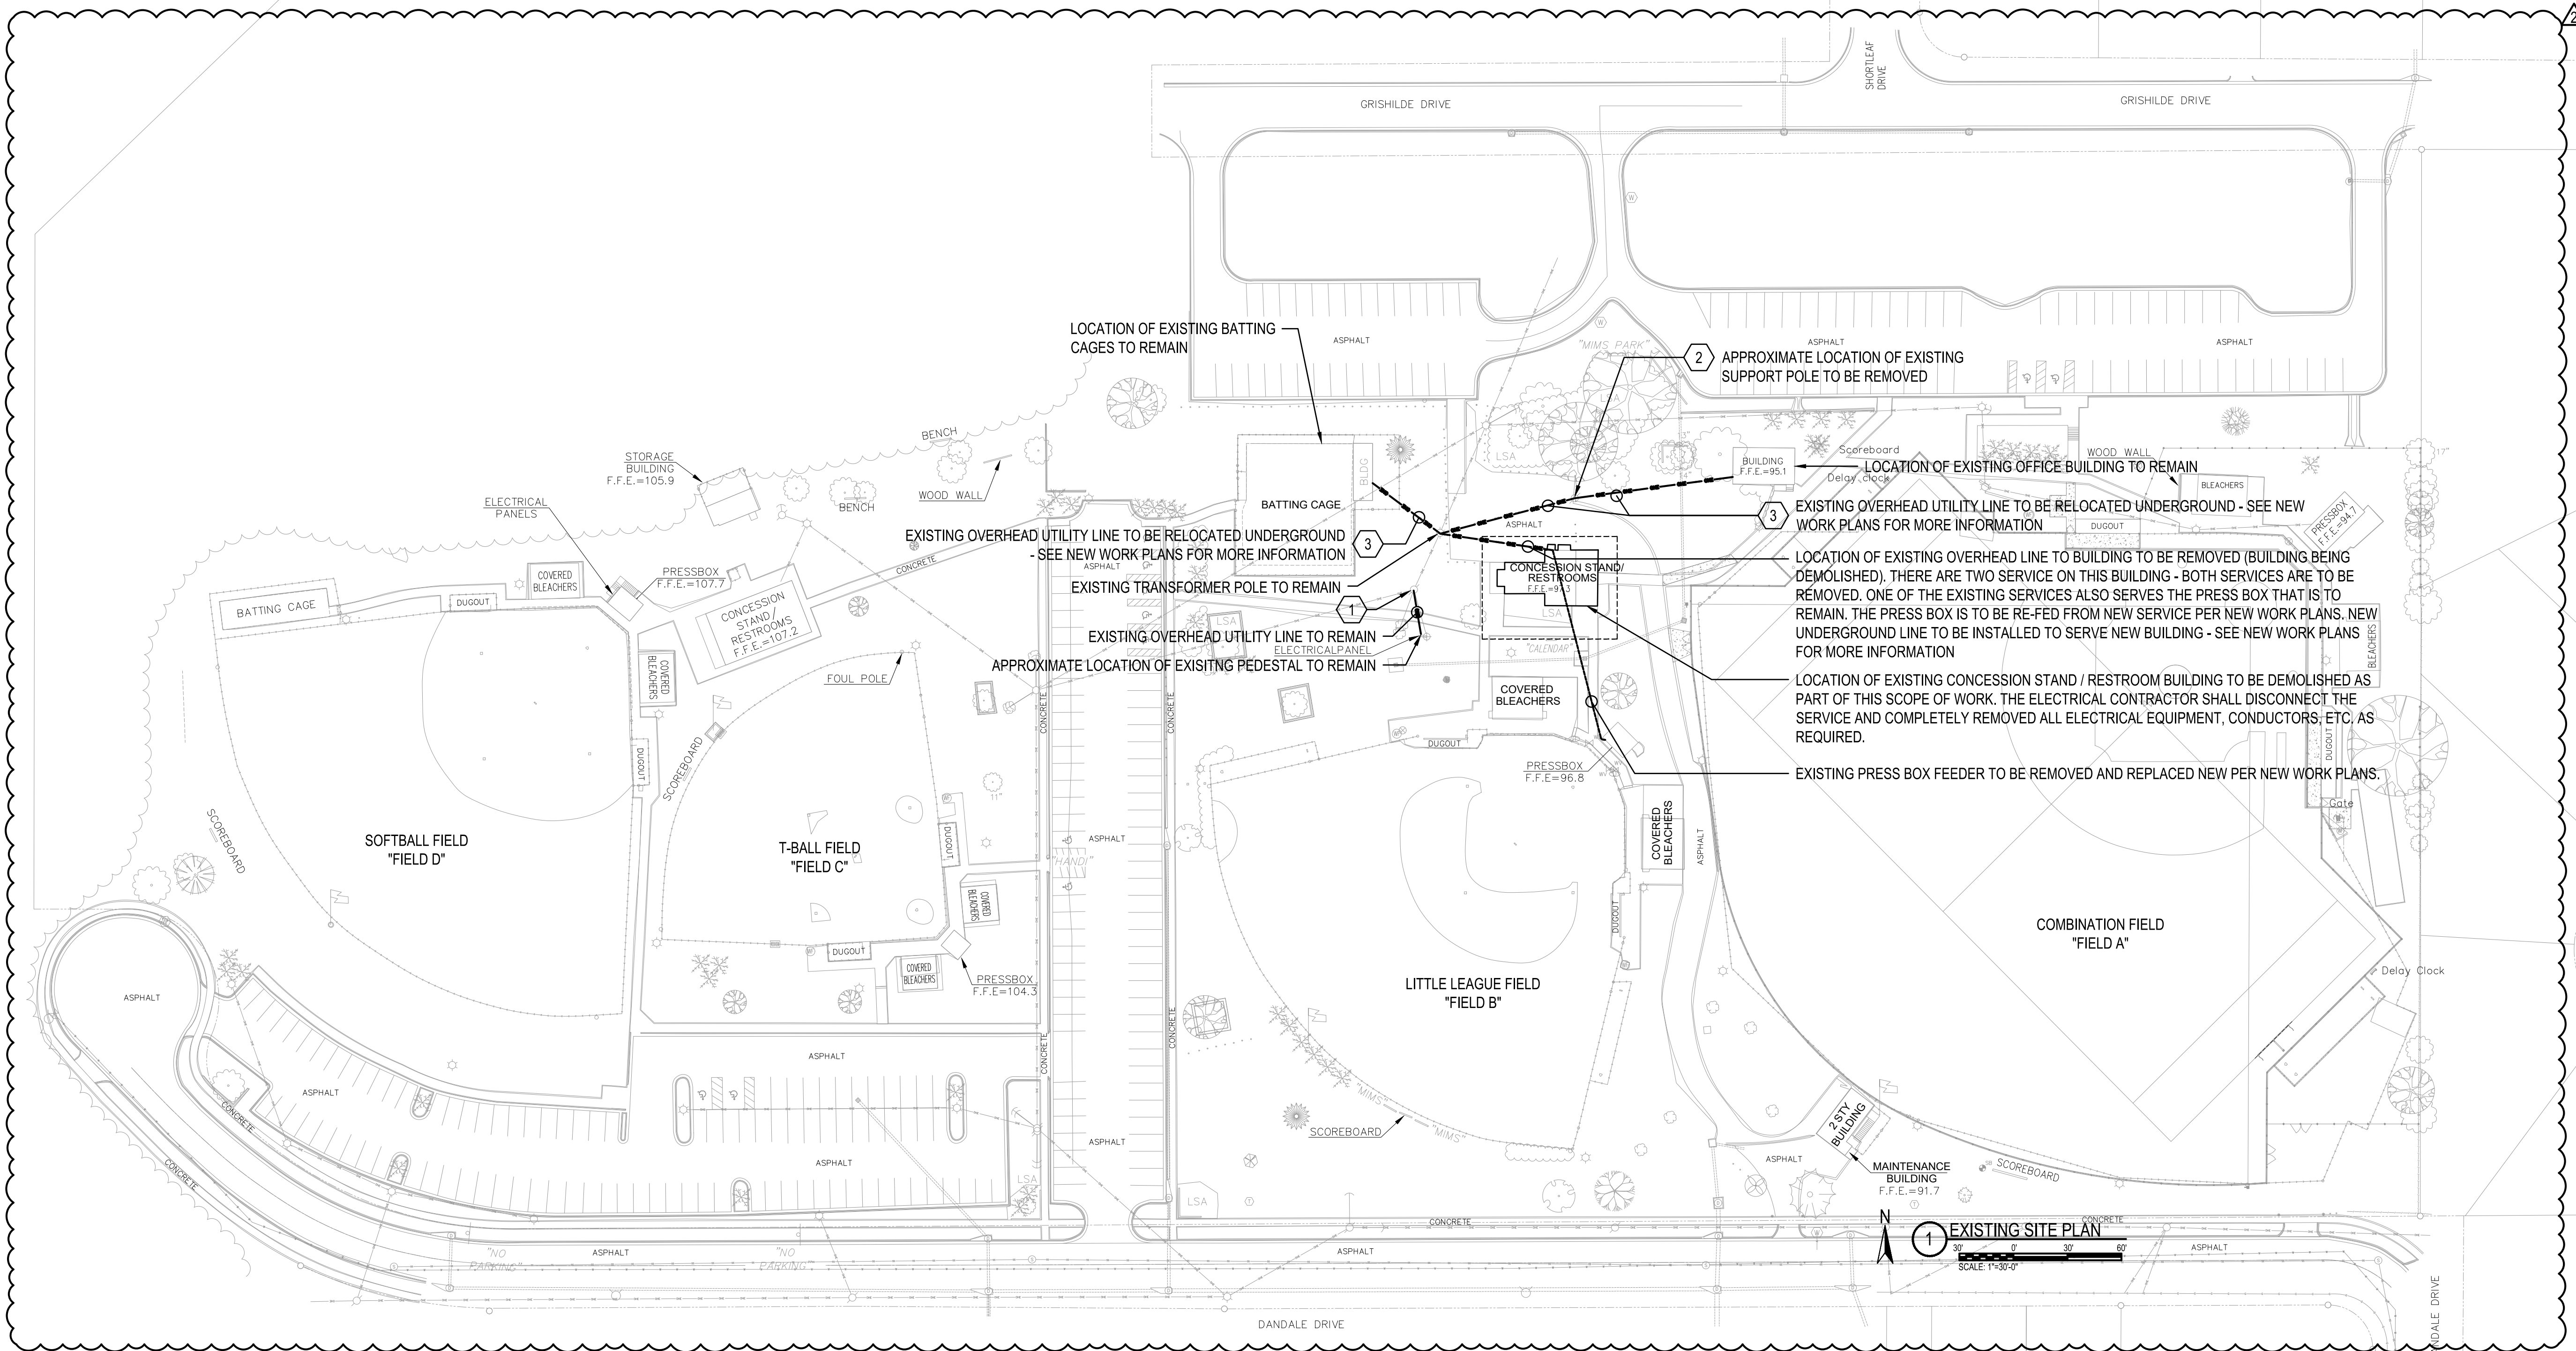 2
SHORTLEAF
DRIVE
GRISHILDE DRIVE
GRISHILDE DRIVE
W
W
LOCATION OF EXISTING BATTING
CAGES TO REMAIN
ASPHALT
"MIMS PARK"
2
APPROXIMATE LOCATION OF EXISTING
SUPPORT POLE TO BE REMOVED
ASPHALT
ASPHALT
LSA
LSA
BENCH
STORAGE
BUILDING
F.F.E.=105.9
WOOD WALL
BENCH
ELECTRICAL
PANELS
BLDG
BATTING CAGE
BUILDING
F.F.E.=95.1
Scoreboard
Delay clock
LOCATION OF EXISTING OFFICE BUILDING TO REMAIN
WOOD WALL
BLEACHERS
17"
PRESSBOX
F.F.E.=94.7
DUGOUT
3
EXISTING OVERHEAD UTILITY LINE TO BE RELOCATED UNDERGROUND - SEE NEW
WORK PLANS FOR MORE INFORMATION
ASPHALT
EXISTING OVERHEAD UTILITY LINE TO BE RELOCATED UNDERGROUND
- SEE NEW WORK PLANS FOR MORE INFORMATION
3
ASPHALT
CONCRETE
EXISTING TRANSFORMER POLE TO REMAIN
1
EXISTING OVERHEAD UTILITY LINE TO REMAIN
ELECTRICALPANEL
APPROXIMATE LOCATION OF EXISITNG PEDESTAL TO REMAIN
LSA
CONCESSION STAND/
RESTROOMS
F.F.E.=97.3
LSA
"CALENDAR"
LOCATION OF EXISTING OVERHEAD LINE TO BUILDING TO BE REMOVED (BUILDING BEING
DEMOLISHED). THERE ARE TWO SERVICE ON THIS BUILDING - BOTH SERVICES ARE TO BE
REMOVED. ONE OF THE EXISTING SERVICES ALSO SERVES THE PRESS BOX THAT IS TO
REMAIN. THE PRESS BOX IS TO BE RE-FED FROM NEW SERVICE PER NEW WORK PLANS. NEW
UNDERGROUND LINE TO BE INSTALLED TO SERVE NEW BUILDING - SEE NEW WORK PLANS
FOR MORE INFORMATION
BLEACHERS
LOCATION OF EXISTING CONCESSION STAND / RESTROOM BUILDING TO BE DEMOLISHED AS
PART OF THIS SCOPE OF WORK. THE ELECTRICAL CONTRACTOR SHALL DISCONNECT THE
SERVICE AND COMPLETELY REMOVED ALL ELECTRICAL EQUIPMENT, CONDUCTORS, ETC. AS
REQUIRED.
EXISTING PRESS BOX FEEDER TO BE REMOVED AND REPLACED NEW PER NEW WORK PLANS.
COVERED
BLEACHERS
PRESSBOX
F.F.E.=107.7
BATTING CAGE
DUGOUT
CONCESSION
STAND/
RESTROOMS
F.F.E.=107.2
COVERED
BLEACHERS
FOUL POLE
DUGOUT
SCOREBOARD
SCOREBOARD
CONCRETE
CONCRETE
COVERED
BLEACHERS
DUGOUT
PRESSBOX
F.F.E=96.8
COVERED
BLEACHERS
ASPHALT
DUGOUT
Gate
11"
SOFTBALL FIELD
"FIELD D"
T-BALL FIELD
"FIELD C"
DUGOUT
ASPHALT
"HANDI"
COVERED
BLEACHERS
DUGOUT
COVERED
BLEACHERS
PRESSBOX
F.F.E=104.3
DUGOUT
LITTLE LEAGUE FIELD
"FIELD B"
COMBINATION FIELD
"FIELD A"
Delay Clock
ASPHALT
CONCRETE
CONCRETE
ASPHALT
ASPHALT
CONCRETE
CONCRETE
ASPHALT
ASPHALT
LSA
LSA
"MIMS"
"MIMS"
SCOREBOARD
2 STY
BUILDING
ASPHALT
MAINTENANCE
BUILDING
F.F.E.=91.7
SCOREBOARD
CONCRETE
CONCRETE
"NO
PARKING"
ASPHALT
"NO
PARKING"
ASPHALT
ASPHALT
N
1
EXISTING SITE PLAN
30' 0' 30' 60'
SCALE: 1"=30'-0"
DANDALE DRIVE
NDALE DRIVE